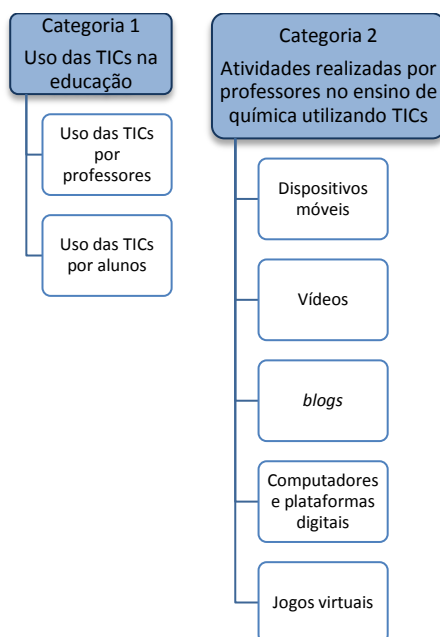 Categoria 1
Uso das TICs na
educação
Uso das TICs
por
professores
Uso das TICs
por alunos
Categoria 2
Atividades realizadas por
professores no ensino de
química utilizando TICs
Dispositivos
móveis
Vídeos
blogs
Computadores
e plataformas
digitais
Jogos virtuais